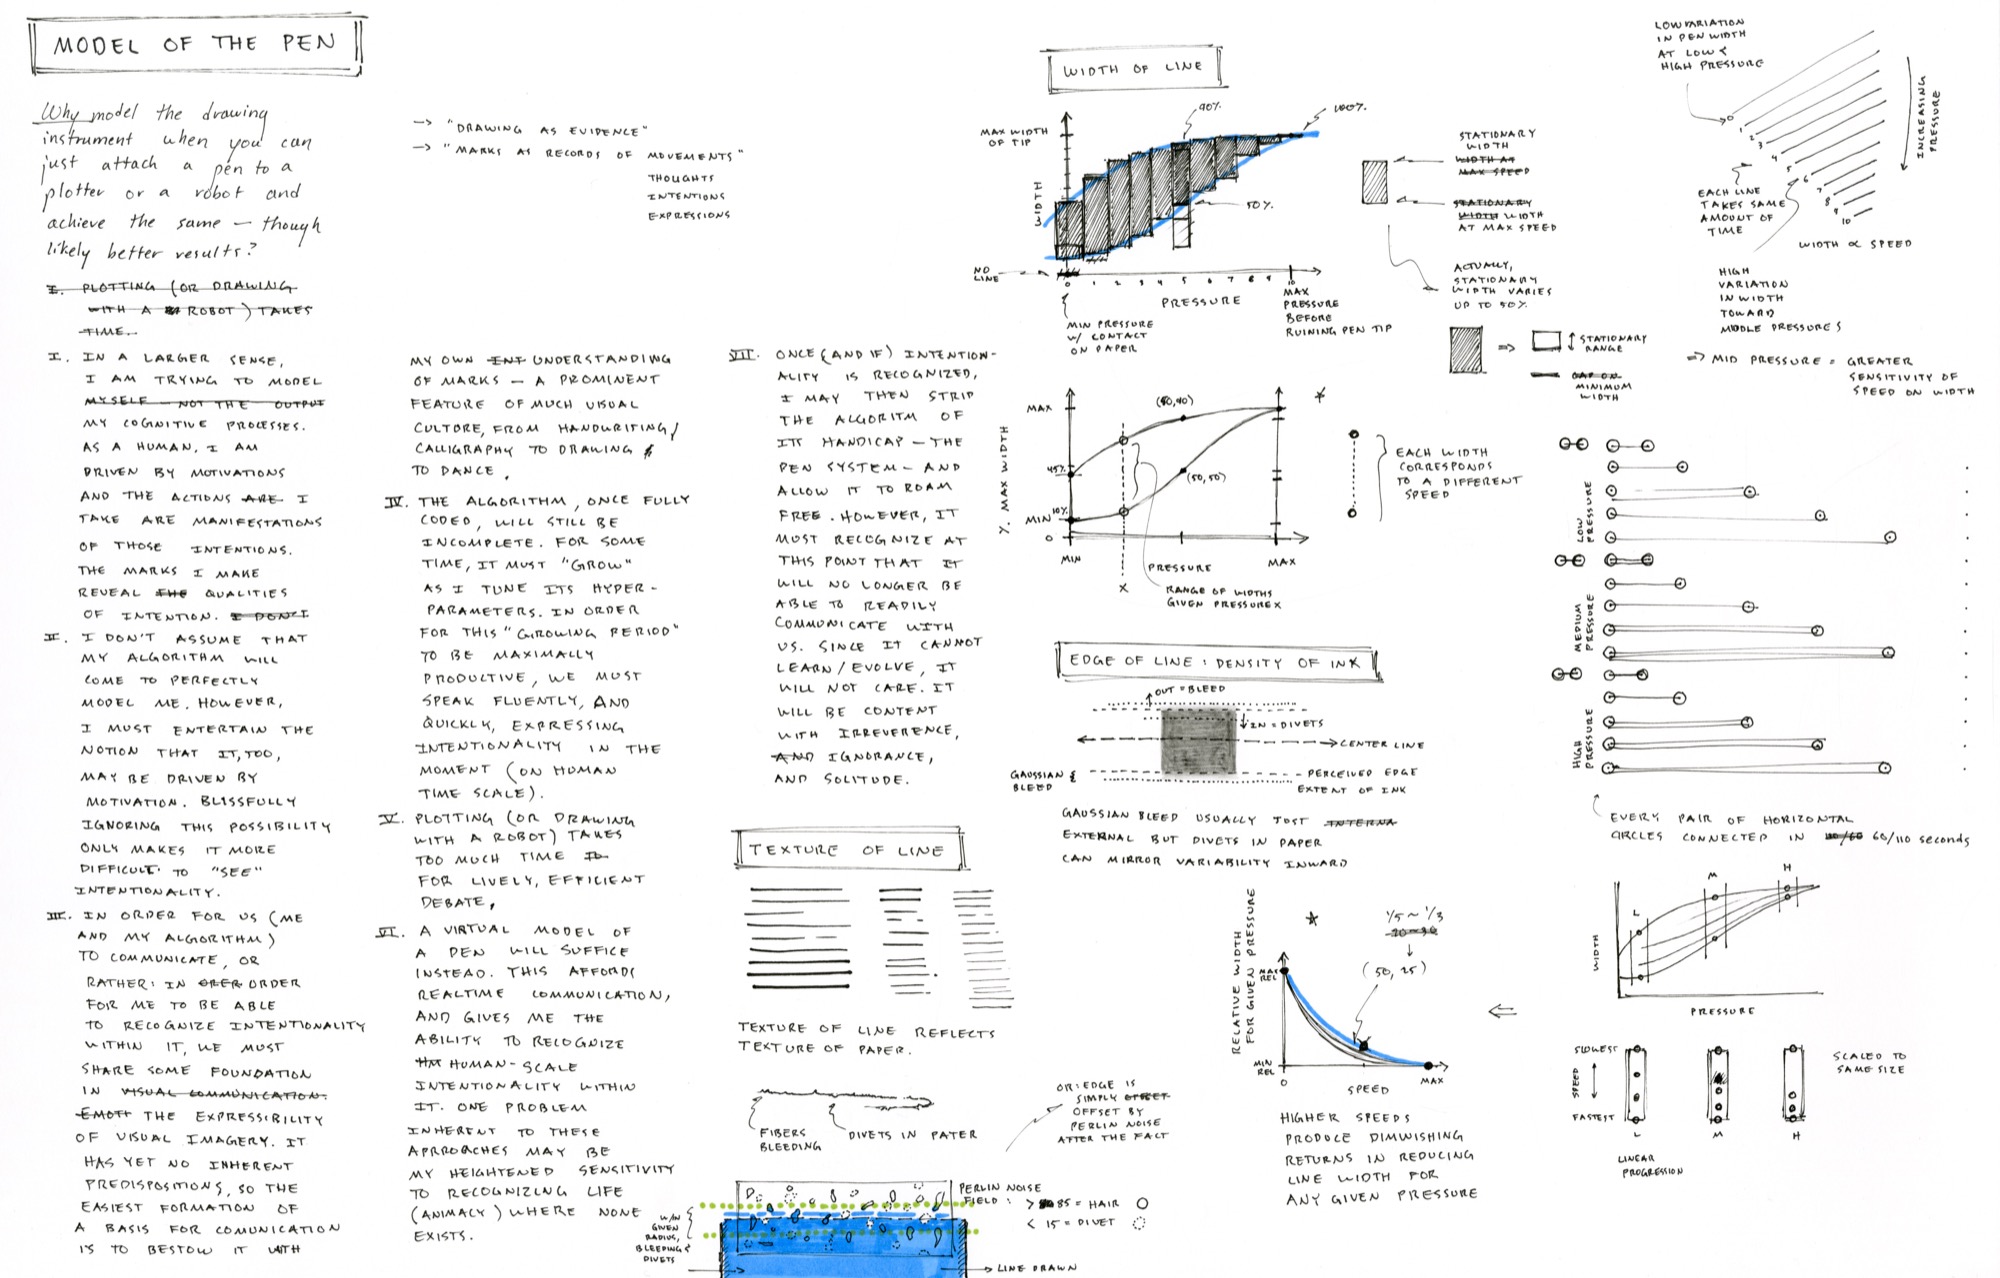 MODEL OF THE PEN
Why model the drawing
instrument when you can
just attach a pen to a
plotter or a robot and
achieve the same — though
likely better results?
I. PLOTTING (OR DRAWING
WITH A ROBOT) TAKES
TIME.
I. IN A LARGER SENSE,
I AM TRYING TO MODEL
MYSELF - NOT THE OUTPUT
MY COGNITIVE PROCESSES.
AS A HUMAN, I AM
DRIVEN BY MOTIVATIONS
AND THE ACTIONS ARE I
TAKE ARE MANIFESTATIONS
OF THOSE INTENTIONS.
THE MARKS I MAKE
REVEAL THE QUALITIES
OF INTENTION. I DON'T
II. I DON'T ASSUME THAT
MY ALGORITHM WILL
COME TO PERFECTLY
MODEL ME. HOWEVER,
I MUST ENTERTAIN THE
NOTION THAT IT, TOO,
MAY BE DRIVEN BY
MOTIVATION. BLISSFULLY
IGNORING THIS POSSIBILITY
ONLY MAKES IT MORE
DIFFICULT TO "SEE"
INTENTIONALITY.
III. IN ORDER FOR US (ME
AND MY ALGORITHM)
TO COMMUNICATE, OR
RATHER: IN ORER ORDER
FOR ME TO BE ABLE
TO RECOGNIZE INTENTIONALITY
WITHIN IT, WE MUST
SHARE SOME FOUNDATION
IN VISUAL COMMUNICATION.
EMOTI THE EXPRESSIBILITY
OF VISUAL IMAGERY. IT
HAS YET NO INHERENT
PREDISPOSITIONS, SO THE
EASIEST FORMATION OF
A BASIS FOR COMUNICATION
IS TO BESTOW IT WITH
→ "DRAWING AS EVIDENCE"
→ "MARKS AS RECORDS OF MOVEMENTS"
THOUGHTS
INTENTIONS
EXPRESSIONS
MY OWN INT UNDERSTANDING
OF MARKS — A PROMINENT
FEATURE OF MUCH VISUAL
CULTURE, FROM HANDWRITING/
CALLIGRAPHY TO DRAWING &
TO DANCE.
IV. THE ALGORITHM, ONCE FULLY
CODED, WILL STILL BE
INCOMPLETE. FOR SOME
TIME, IT MUST "GROW"
AS I TUNE ITS HYPER-
PARAMETERS. IN ORDER
FOR THIS "GROWING PERIOD"
TO BE MAXIMALLY
PRODUCTIVE, WE MUST
SPEAK FLUENTLY, AND
QUICKLY, EXPRESSING
INTENTIONALITY IN THE
MOMENT (ON HUMAN
TIME SCALE).
V. PLOTTING (OR DRAWING
WITH A ROBOT) TAKES
TOO MUCH TIME
FOR LIVELY, EFFICIENT
DEBATE,
VI. A VIRTUAL MODEL OF
A PEN WILL SUFFICE
INSTEAD. THIS AFFORDS
REALTIME COMMUNICATION,
AND GIVES ME THE
ABILITY TO RECOGNIZE
HM HUMAN-SCALE
INTENTIONALITY WITHIN
IT. ONE PROBLEM
INHERENT TO THESE
APPROACHES MAY BE
MY HEIGHTENED SENSITIVITY
TO RECOGNIZING LIFE
(ANIMACY) WHERE NONE
EXISTS.
VII. ONCE (AND IF) INTENTION-
ALITY IS RECOGNIZED,
I MAY THEN STRIP
THE ALGORITM OF
ITS HANDICAP — THE
PEN SYSTEM — AND
ALLOW IT TO ROAM
FREE. HOWEVER, IT
MUST RECOGNIZE AT
THIS POINT THAT IT
WILL NO LONGER BE
ABLE TO READILY
COMMUNICATE WITH
US. SINCE IT CANNOT
LEARN/EVOLVE, IT
WILL NOT CARE. IT
WILL BE CONTENT
WITH IRREVERENCE,
AND IGNORANCE,
AND SOLITUDE.
TEXTURE OF LINE
TEXTURE OF LINE REFLECTS
TEXTURE OF PAPER.
FIBERS
BLEEDING
DIVETS IN PATER
OR: EDGE IS
SIMPLY OFFSET
OFFSET BY
PERLIN NOISE
AFTER THE FACT
PERLIN NOISE
FIELD:
> 85 = HAIR
< 15 = DIVET
W/IN
GIVEN
RADIUS,
BLEEDING &
DIVETS
→ LINE DRAWN
WIDTH OF LINE
90%
100%
MAX WIDTH
OF TIP
WIDTH
50%
NO
LINE
0 1 2 3 4 5 6 7 8 9 10
PRESSURE
MIN PRESSURE
W/ CONTACT
ON PAPER
MAX
PRESSURE
BEFORE
RUINING PEN TIP
STATIONARY
WIDTH
WIDTH AT
MAX SPEED
STATIONARY
WIDTH WIDTH
AT MAX SPEED
ACTUALLY,
STATIONARY
WIDTH VARIES
UP TO 50%
STATIONARY
RANGE
GAP ON
MINIMUM
WIDTH
% MAX WIDTH
MAX
45%
MIN 10%
0
(50, 90)
(50, 50)
MIN
X
PRESSURE
MAX
RANGE OF WIDTHS
GIVEN PRESSURE X
EACH WIDTH
CORRESPONDS
TO A DIFFERENT
SPEED
EDGE OF LINE: DENSITY OF INK
OUT = BLEED
IN = DIVETS
CENTER LINE
GAUSSIAN
BLEED
PERCEIVED EDGE
EXTENT OF INK
GAUSSIAN BLEED USUALLY JUST INTERNA
EXTERNAL BUT DIVETS IN PAPER
CAN MIRROR VARIABILITY INWARD
RELATIVE WIDTH
FOR GIVEN PRESSURE
1/5 ~ 1/3
20-30
(50, 25)
MAX
REL
MIN
REL
0
SPEED
MAX
HIGHER SPEEDS
PRODUCE DIMINISHING
RETURNS IN REDUCING
LINE WIDTH FOR
ANY GIVEN PRESSURE
LOW VARIATION
IN PEN WIDTH
AT LOW &
HIGH PRESSURE
0 1 2 3 4 5 6 7 8 9 10
INCREASING
PRESSURE
EACH LINE
TAKES SAME
AMOUNT OF
TIME
WIDTH ∝ SPEED
HIGH
VARIATION
IN WIDTH
TOWARD
MIDDLE PRESSURES
⇒ MID PRESSURE = GREATER
SENSITIVITY OF
SPEED ON WIDTH
LOW
PRESSURE
MEDIUM
PRESSURE
HIGH
PRESSURE
EVERY PAIR OF HORIZONTAL
CIRCLES CONNECTED IN 60/110 seconds
L M H
WIDTH
PRESSURE
SLOWEST
SPEED
FASTEST
L M H
SCALED TO
SAME SIZE
LINEAR
PROGRESSION